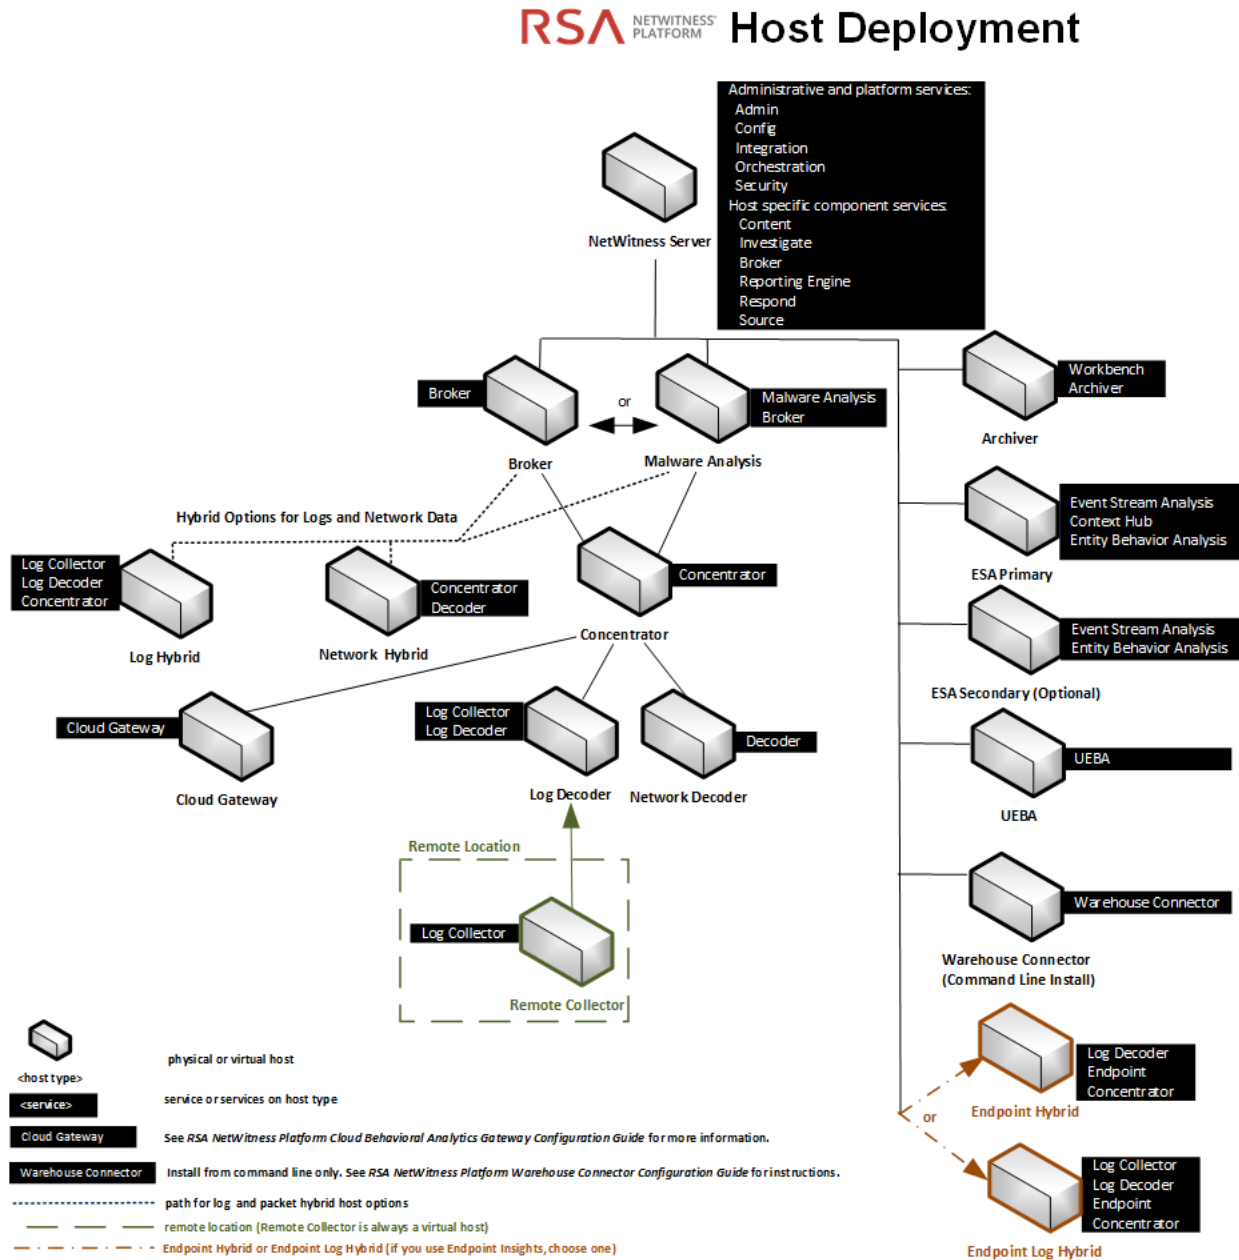 RSA NETWITNESS® PLATFORM Host Deployment
Administrative and platform services:
Admin
Config
Integration
Orchestration
Security
Host specific component services:
Content
Investigate
Broker
Reporting Engine
Respond
Source
NetWitness Server
Broker
or
Malware Analysis
Broker
Workbench
Archiver
Archiver
Broker
Malware Analysis
Hybrid Options for Logs and Network Data
Event Stream Analysis
Context Hub
Entity Behavior Analysis
ESA Primary
Log Collector
Log Decoder
Concentrator
Log Hybrid
Concentrator
Decoder
Network Hybrid
Concentrator
Concentrator
Event Stream Analysis
Entity Behavior Analysis
ESA Secondary (Optional)
Cloud Gateway
Cloud Gateway
Log Collector
Log Decoder
Log Decoder
Decoder
Network Decoder
UEBA
UEBA
Remote Location
Log Collector
Remote Collector
Warehouse Connector
Warehouse Connector
(Command Line Install)
Log Decoder
Endpoint
Concentrator
Endpoint Hybrid
or
Log Collector
Log Decoder
Endpoint
Concentrator
Endpoint Log Hybrid
<host type>
physical or virtual host
<service>
service or services on host type
Cloud Gateway
See RSA NetWitness Platform Cloud Behavioral Analytics Gateway Configuration Guide for more information.
Warehouse Connector
Install from command line only. See RSA NetWitness Platform Warehouse Connector Configuration Guide for instructions.
path for log and packet hybrid host options
remote location (Remote Collector is always a virtual host)
Endpoint Hybrid or Endpoint Log Hybrid (if you use Endpoint Insights, choose one)